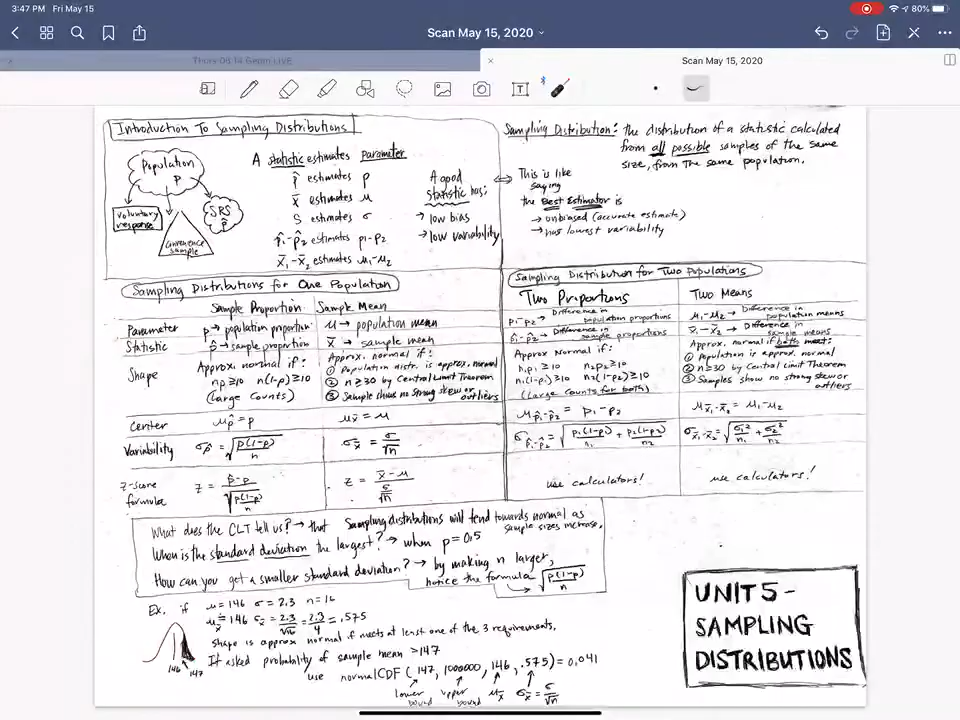 3:47 PM Fri May 15
80%
Scan May 15, 2020
Scan May 15, 2020
Introduction To Sampling Distributions
Population
p
Voluntary
response
Convenience
sample
SRS
p̂
A statistic estimates Parameter
p̂ estimates p
x̄ estimates μ
S estimates σ
p̂₁-p̂₂ estimates p₁-p₂
x̄₁-x̄₂ estimates μ₁-μ₂
A good
statistic has:
→ low bias
→ low variability
Sampling Distribution: the distribution of a statistic calculated
from all possible samples of the same
size, from the same population.
⇔ This is like
saying
the Best Estimator is
→ unbiased (accurate estimate)
→ has lowest variability
Sampling Distributions for One Population
Sample Proportion Sample Mean
Parameter p → population proportion μ → population mean
Statistic p̂ → sample proportion x̄ → sample mean
Shape
Approx. normal if:
np ≥ 10 n(1-p) ≥ 10
(Large Counts)
Approx. normal if:
① Population distr. is approx. normal
② n ≥ 30 by Central Limit Theorem
③ Sample shows no strong skew or
outliers
Center μp̂ = p μx̄ = μ
Variability σp̂ = √(p(1-p)/n) σx̄ = σ/√n
z-score
formula z = (p̂-p)/√(p(1-p)/n) z = (x̄-μ)/(σ/√n)
Sampling Distribution for Two Populations
Two Proportions Two Means
p₁-p₂ → Difference in
population proportions
p̂₁-p̂₂ → Difference in
sample proportions
Approx Normal if:
n₁p₁ ≥ 10 n₂p₂ ≥ 10
n₁(1-p₁) ≥ 10 n₂(1-p₂) ≥ 10
(Large Counts for both)
μ₁-μ₂ → Difference in
population means
x̄₁-x̄₂ → Difference in
sample means
Approx. normal if both meet:
① Population is approx. normal
② n ≥ 30 by Central Limit Theorem
③ Samples show no strong skew or
outliers
μp̂₁-p̂₂ = p₁-p₂ μx̄₁-x̄₂ = μ₁-μ₂
σp̂₁-p̂₂ = √(p₁(1-p₁)/n₁ + p₂(1-p₂)/n₂) σx̄₁-x̄₂ = √(σ₁²/n₁ + σ₂²/n₂)
use calculators! use calculators!
What does the CLT tell us? → that Sampling distributions will tend towards normal as
sample sizes increase.
When is the standard deviation the largest? → when p = 0.5
How can you get a smaller standard deviation? → by making n larger,
notice the formula → √(p(1-p)/n)
Ex. if μ = 146 σ = 2.3 n = 16
μx̄ = 146 σx̄ = 2.3/√16 = 2.3/4 = .575
shape is approx normal if meets at least one of the 3 requirements.
If asked probability of sample mean > 147
146 147
use normalCDF (147, 1000000, 146, .575) = 0.041
lower
bound
upper
bound
μx̄
σx̄ = σ/√n
UNIT 5 -
SAMPLING
DISTRIBUTIONS